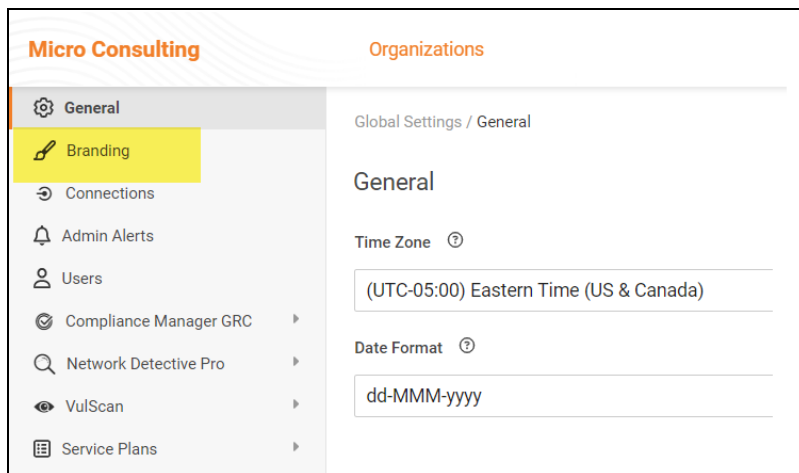 Micro Consulting
Organizations
General
Branding
Connections
Admin Alerts
Users
Compliance Manager GRC
Network Detective Pro
VulScan
Service Plans
Global Settings / General
General
Time Zone
(UTC-05:00) Eastern Time (US & Canada)
Date Format
dd-MMM-yyyy